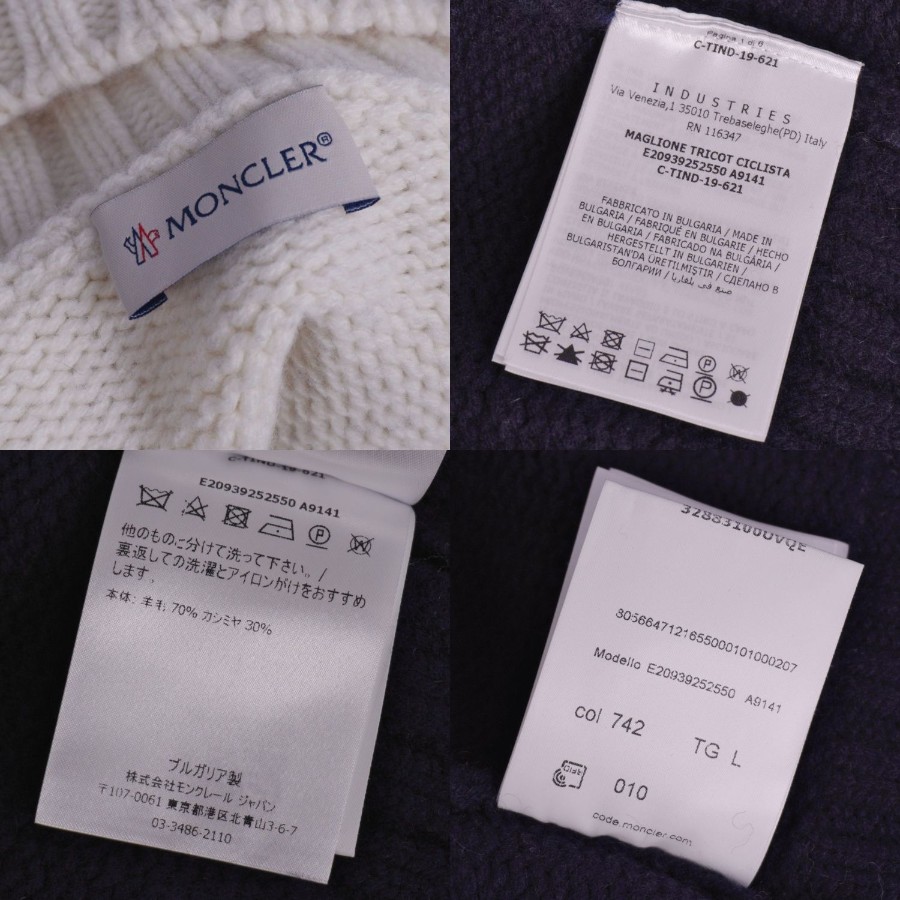 MONCLER®
Pagina 1 di 6
C-TIND-19-621
INDUSTRIES
Via Venezia,1 35010 Trebaseleghe(PD) Italy
RN 116347
MAGLIONE TRICOT CICLISTA
E20939252550 A9141
C-TIND-19-621
FABBRICATO IN BULGARIA / MADE IN
BULGARIA / FABRIQUÉ EN BULGARIE / HECHO
EN BULGARIA / FABRICADO NA BULGÁRIA /
HERGESTELLT IN BULGARIEN /
BULGARISTAN'DA ÜRETILMIŞTIR / СДЕЛАНО В
БОЛГАРИИ / صنع في بلغاريا
C-TIND-19-621
E20939252550 A9141
他のものと分けて洗って下さい。/
裏返しての洗濯とアイロンがけをおすすめ
します.
本体: 羊毛 70% カシミヤ 30%
ブルガリア製
株式会社モンクレール ジャパン
〒107-0061 東京都港区北青山3-6-7
03-3486-2110
328831000VQE
8056647121655000101000207
Modello E20939252550 A9141
col 742
TG L
Dist
010
code.moncler.com